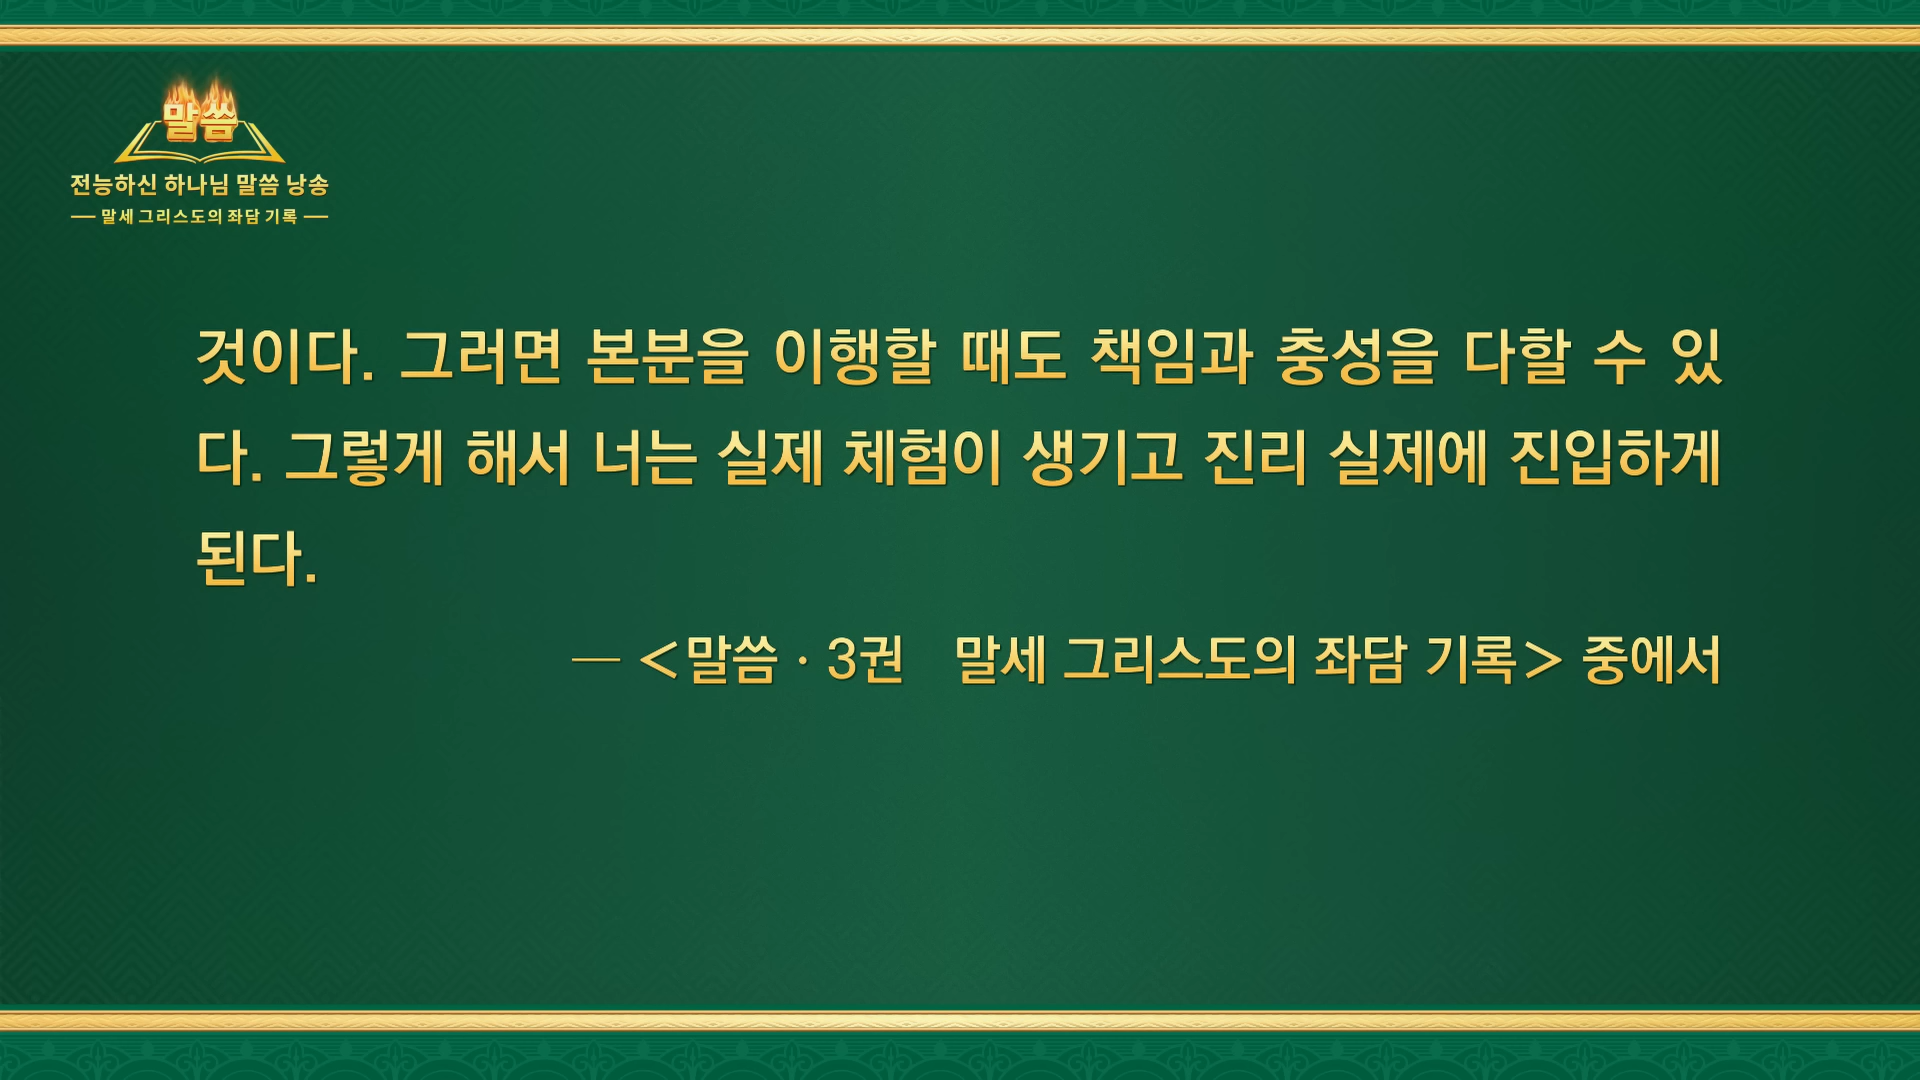 말씀
전능하신 하나님 말씀 낭송
— 말세 그리스도의 좌담 기록 —
것이다. 그러면 본분을 이행할 때도 책임과 충성을 다할 수 있
다. 그렇게 해서 너는 실제 체험이 생기고 진리 실제에 진입하게
된다.
— <말씀 · 3권 말세 그리스도의 좌담 기록> 중에서